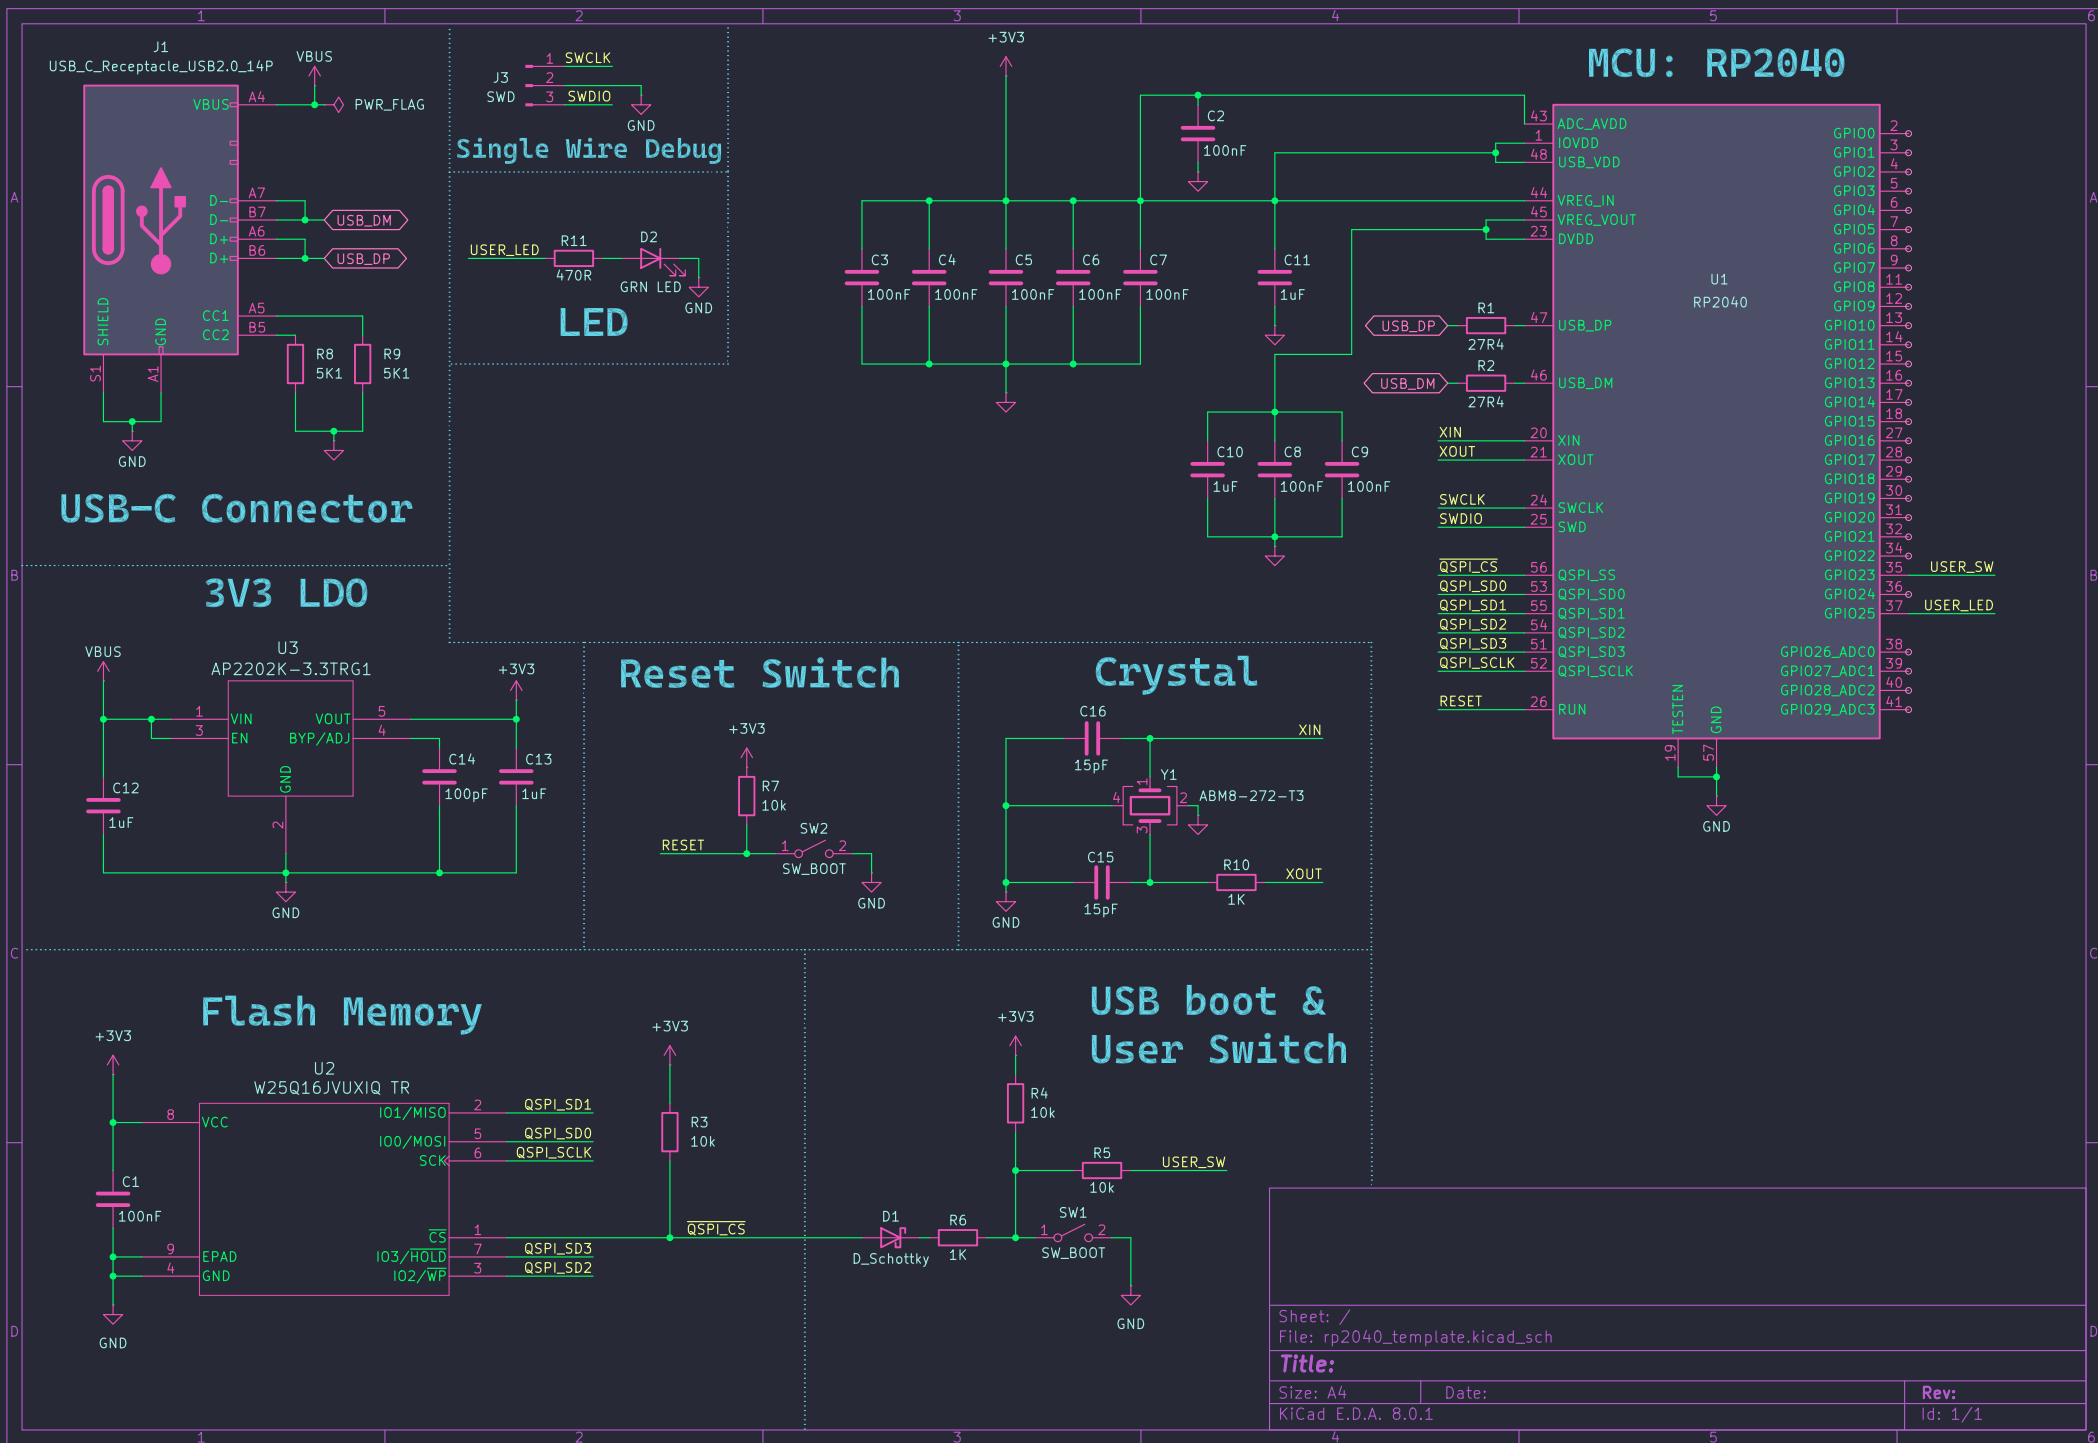 1 2 3 4 5 6
A
B
C
D
A
B
C
D
1 2 3 4 5 6
J1
USB_C_Receptacle_USB2.0_14P
VBUS
VBUS A4
PWR_FLAG
D- A7
D- B7 USB_DM
D+ A6
D+ B6 USB_DP
CC1 A5
CC2 B5
SHIELD
GND
S1
A1
R8
5K1
R9
5K1
GND
USB-C Connector
J3
SWD
1 SWCLK
2
3 SWDIO
GND
Single Wire Debug
USER_LED
R11
470R
D2
GRN LED
GND
LED
+3V3
C2
100nF
C3
100nF
C4
100nF
C5
100nF
C6
100nF
C7
100nF
C11
1uF
C10
1uF
C8
100nF
C9
100nF
MCU: RP2040
U1
RP2040
43 ADC_AVDD
1 IOVDD
48 USB_VDD
44 VREG_IN
45 VREG_VOUT
23 DVDD
USB_DP R1 27R4 47 USB_DP
USB_DM R2 27R4 46 USB_DM
XIN 20 XIN
XOUT 21 XOUT
SWCLK 24 SWCLK
SWDIO 25 SWD
QSPI_CS 56 QSPI_SS
QSPI_SD0 53 QSPI_SD0
QSPI_SD1 55 QSPI_SD1
QSPI_SD2 54 QSPI_SD2
QSPI_SD3 51 QSPI_SD3
QSPI_SCLK 52 QSPI_SCLK
RESET 26 RUN
GPIO0 2
GPIO1 3
GPIO2 4
GPIO3 5
GPIO4 6
GPIO5 7
GPIO6 8
GPIO7 9
GPIO8 11
GPIO9 12
GPIO10 13
GPIO11 14
GPIO12 15
GPIO13 16
GPIO14 17
GPIO15 18
GPIO16 27
GPIO17 28
GPIO18 29
GPIO19 30
GPIO20 31
GPIO21 32
GPIO22 34
GPIO23 35 USER_SW
GPIO24 36
GPIO25 37 USER_LED
GPIO26_ADC0 38
GPIO27_ADC1 39
GPIO28_ADC2 40
GPIO29_ADC3 41
TESTEN
GND
19
57
GND
3V3 LDO
U3
AP2202K-3.3TRG1
VBUS
+3V3
1 VIN VOUT 5
3 EN BYP/ADJ 4
GND
2
C12
1uF
C14
100pF
C13
1uF
GND
Reset Switch
+3V3
R7
10k
RESET
SW2
1 2
SW_BOOT
GND
Crystal
C16
15pF
XIN
Y1
ABM8-272-T3
1
4 2
3
C15
15pF
R10
1K
XOUT
GND
Flash Memory
+3V3
U2
W25Q16JVUXIQ TR
8 VCC
9 EPAD
4 GND
IO1/MISO 2 QSPI_SD1
IO0/MOSI 5 QSPI_SD0
SCK 6 QSPI_SCLK
CS 1
IO3/HOLD 7 QSPI_SD3
IO2/WP 3 QSPI_SD2
C1
100nF
GND
+3V3
R3
10k
QSPI_CS
USB boot &
User Switch
+3V3
R4
10k
R5
10k
USER_SW
D1
D_Schottky
R6
1K
SW1
1 2
SW_BOOT
GND
Sheet: /
File: rp2040_template.kicad_sch
Title:
Size: A4 Date: Rev:
KiCad E.D.A. 8.0.1 Id: 1/1